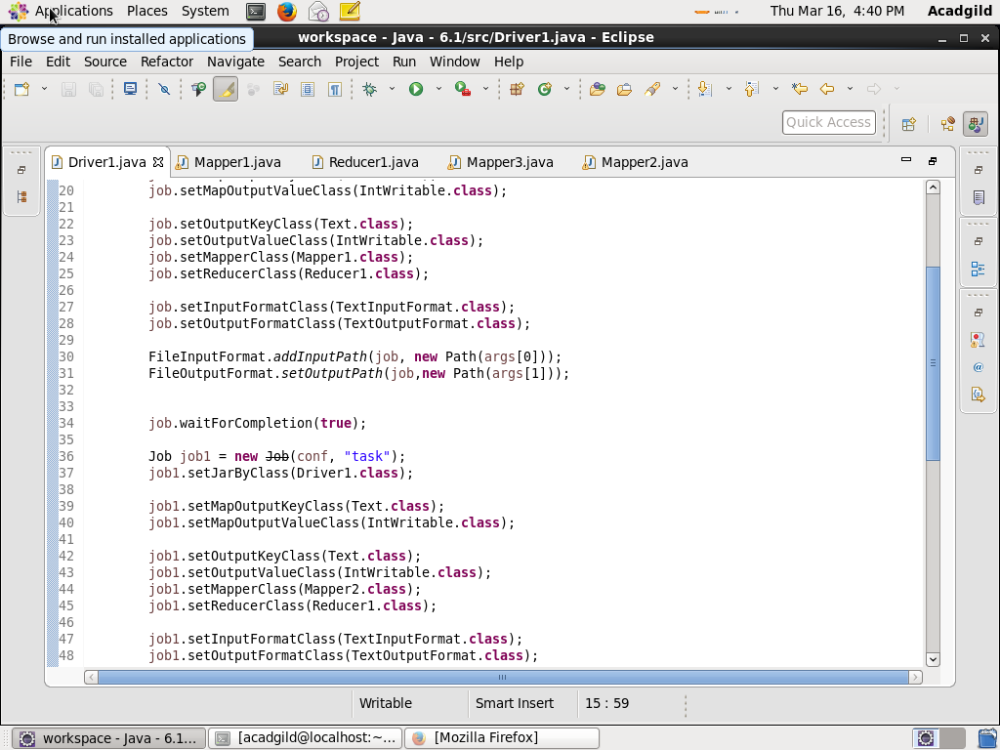 Applications Places System Thu Mar 16, 4:40 PM Acadgild
Browse and run installed applications
workspace - Java - 6.1/src/Driver1.java - Eclipse
File Edit Source Refactor Navigate Search Project Run Window Help
Quick Access
Driver1.java Mapper1.java Reducer1.java Mapper3.java Mapper2.java
20 job.setMapOutputValueClass(IntWritable.class);
21
22 job.setOutputKeyClass(Text.class);
23 job.setOutputValueClass(IntWritable.class);
24 job.setMapperClass(Mapper1.class);
25 job.setReducerClass(Reducer1.class);
26
27 job.setInputFormatClass(TextInputFormat.class);
28 job.setOutputFormatClass(TextOutputFormat.class);
29
30 FileInputFormat.addInputPath(job, new Path(args[0]));
31 FileOutputFormat.setOutputPath(job,new Path(args[1]));
32
33
34 job.waitForCompletion(true);
35
36 Job job1 = new Job(conf, "task");
37 job1.setJarByClass(Driver1.class);
38
39 job1.setMapOutputKeyClass(Text.class);
40 job1.setMapOutputValueClass(IntWritable.class);
41
42 job1.setOutputKeyClass(Text.class);
43 job1.setOutputValueClass(IntWritable.class);
44 job1.setMapperClass(Mapper2.class);
45 job1.setReducerClass(Reducer1.class);
46
47 job1.setInputFormatClass(TextInputFormat.class);
48 job1.setOutputFormatClass(TextOutputFormat.class);
Writable Smart Insert 15 : 59
workspace - Java - 6.1... [acadgild@localhost:~... [Mozilla Firefox]